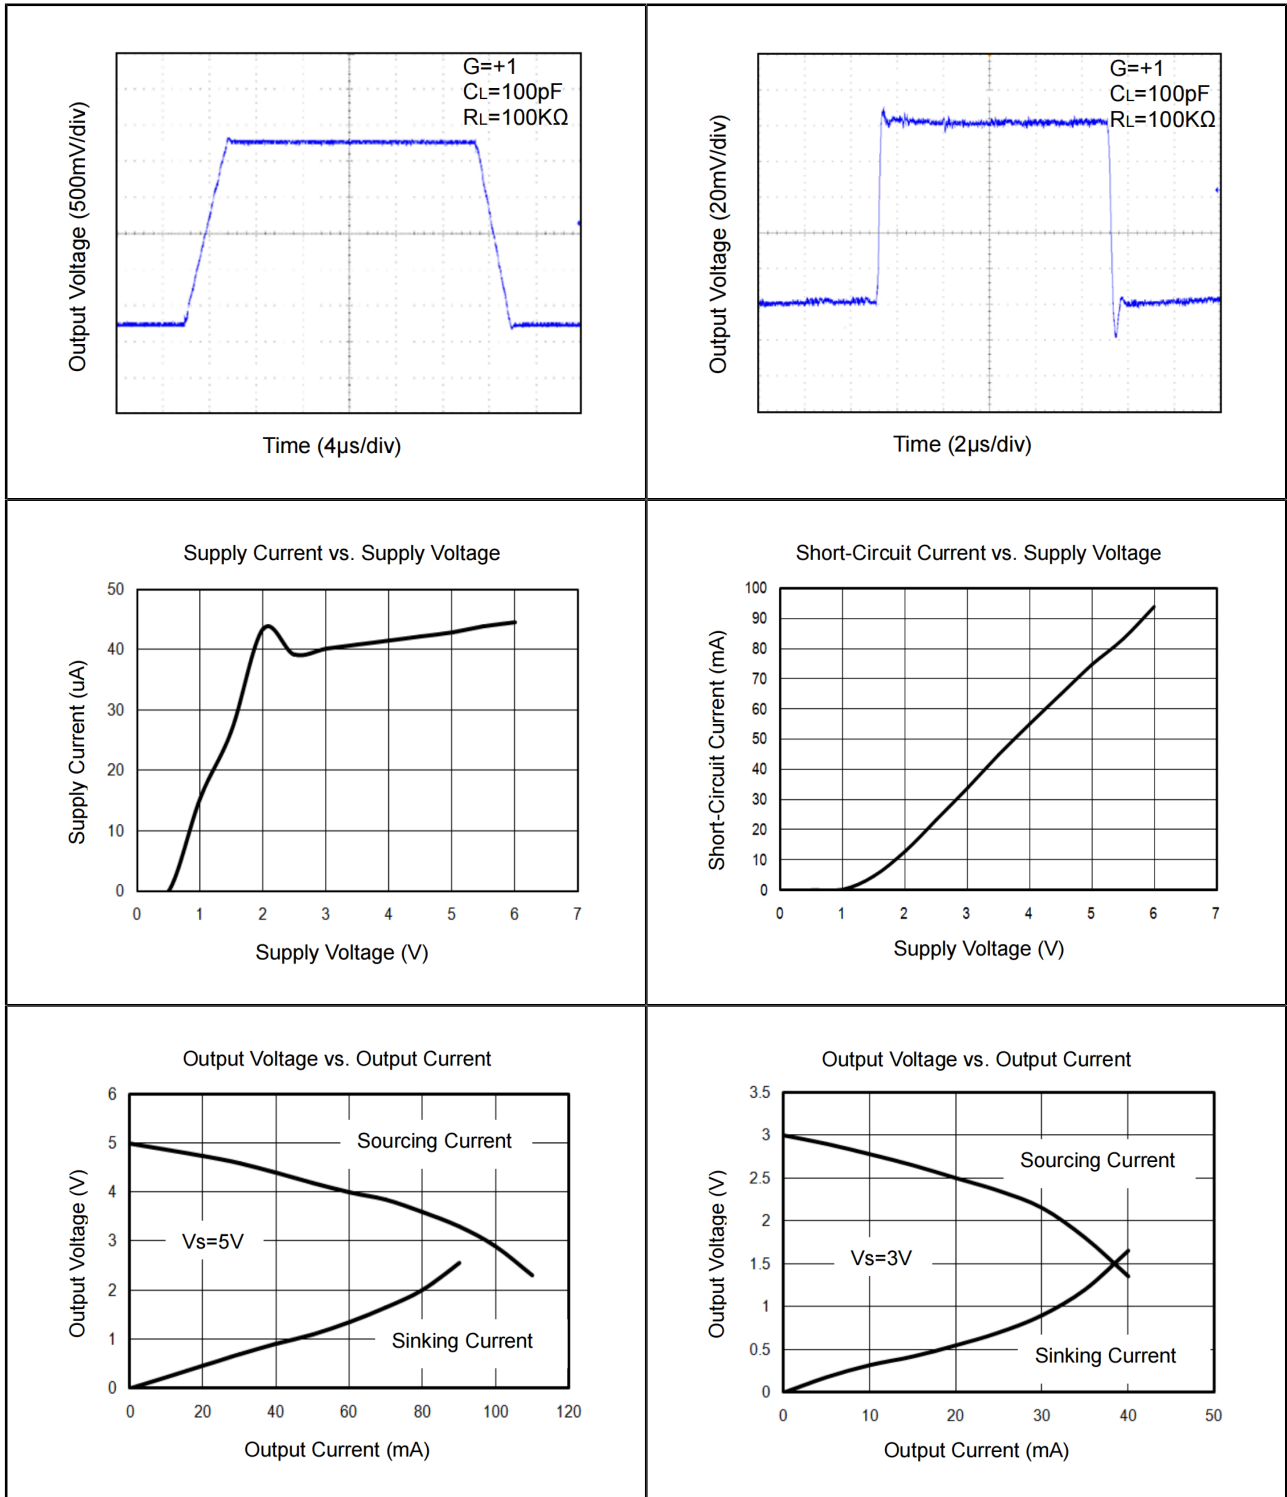 G=+1
CL=100pF
RL=100KΩ
Output Voltage (500mV/div)
Time (4μs/div)
G=+1
CL=100pF
RL=100KΩ
Output Voltage (20mV/div)
Time (2μs/div)
Supply Current vs. Supply Voltage
Supply Current (uA)
50
40
30
20
10
0
0 1 2 3 4 5 6 7
Supply Voltage (V)
Short-Circuit Current vs. Supply Voltage
Short-Circuit Current (mA)
100
90
80
70
60
50
40
30
20
10
0
0 1 2 3 4 5 6 7
Supply Voltage (V)
Output Voltage vs. Output Current
Output Voltage (V)
6
5
4
3
2
1
0
Sourcing Current
Vs=5V
Sinking Current
0 20 40 60 80 100 120
Output Current (mA)
Output Voltage vs. Output Current
Output Voltage (V)
3.5
3
2.5
2
1.5
1
0.5
0
Sourcing Current
Vs=3V
Sinking Current
0 10 20 30 40 50
Output Current (mA)